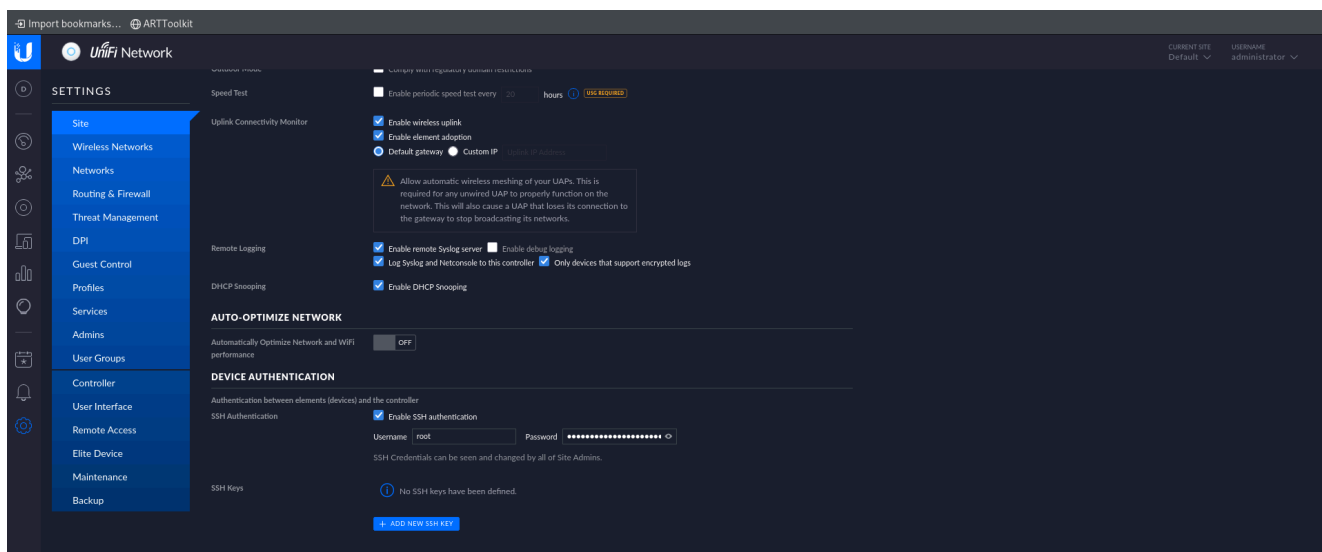 Import bookmarks... ARTToolkit
UniFi Network
CURRENT SITE
Default
USERNAME
administrator
SETTINGS
Site
Wireless Networks
Networks
Routing & Firewall
Threat Management
DPI
Guest Control
Profiles
Services
Admins
User Groups
Controller
User Interface
Remote Access
Elite Device
Maintenance
Backup
Outdoor Mode Comply with regulatory domain restrictions
Speed Test Enable periodic speed test every 20 hours USG REQUIRED
Uplink Connectivity Monitor Enable wireless uplink
Enable element adoption
Default gateway Custom IP Uplink IP Address
Allow automatic wireless meshing of your UAPs. This is
required for any unwired UAP to properly function on the
network. This will also cause a UAP that loses its connection to
the gateway to stop broadcasting its networks.
Remote Logging Enable remote Syslog server Enable debug logging
Log Syslog and Netconsole to this controller Only devices that support encrypted logs
DHCP Snooping Enable DHCP Snooping
AUTO-OPTIMIZE NETWORK
Automatically Optimize Network and WiFi
performance
OFF
DEVICE AUTHENTICATION
Authentication between elements (devices) and the controller
SSH Authentication Enable SSH authentication
Username root Password
SSH Credentials can be seen and changed by all of Site Admins.
SSH Keys No SSH keys have been defined.
+ ADD NEW SSH KEY